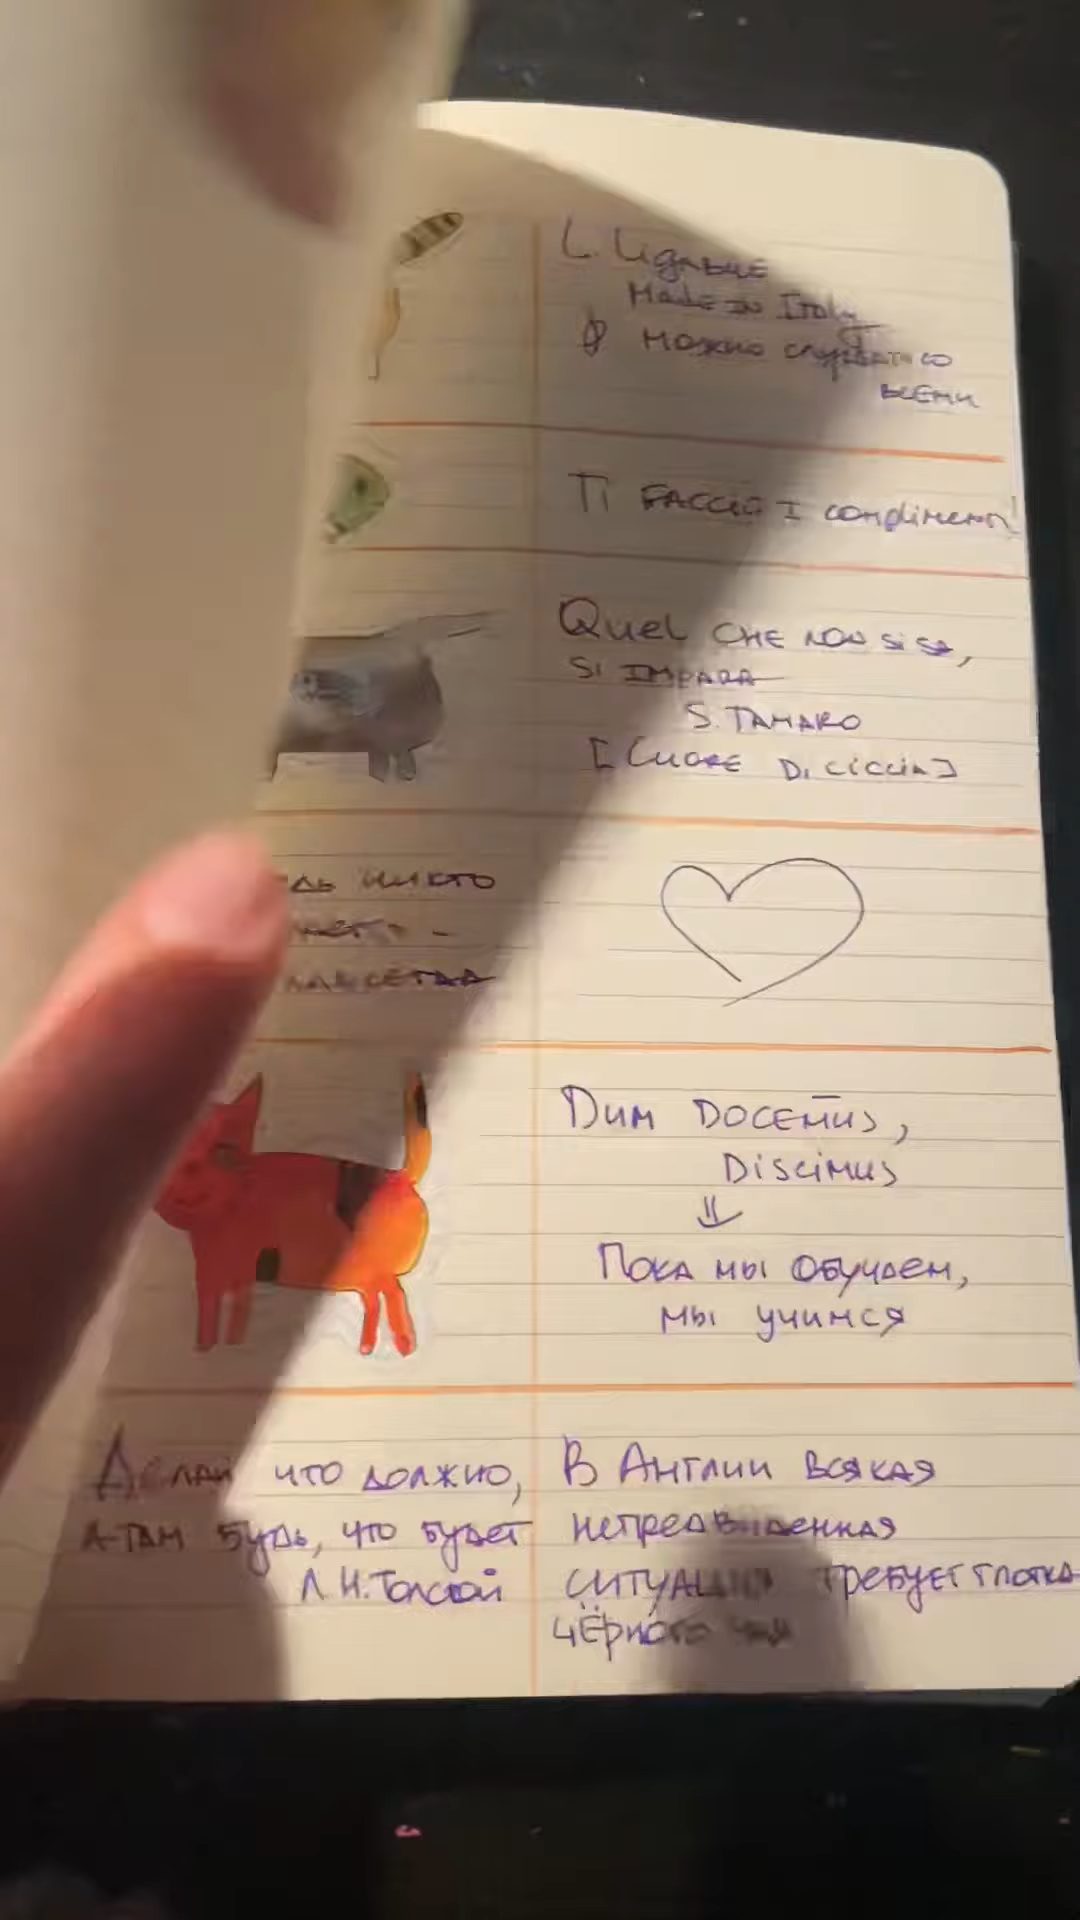 L. Ligabue
Made in Italy
можно слушать со
всеми
Ti faccio i complimenti!
Quel che non si sa,
si impara
S. Tamaro
[Cuore di ciccia]
никто
Dum docemus,
discimus
⇓
Пока мы обучаем,
мы учимся
Делай что должно,
а там будь, что будет
Л.Н. Толстой
В Англии всякая
непредвиденная
ситуация требует глотка
чёрного чая